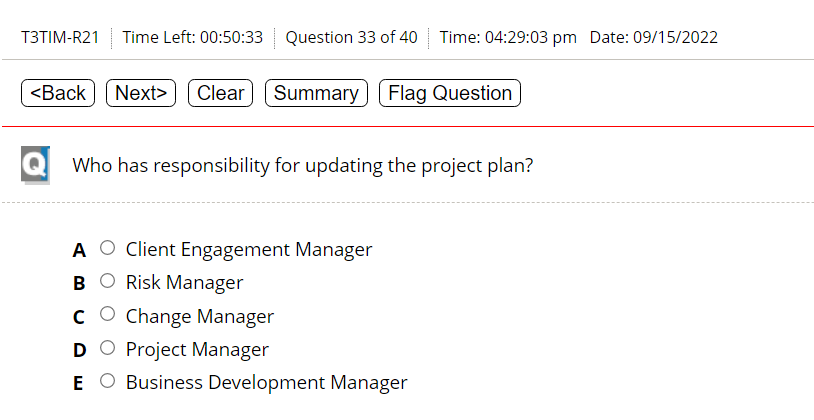 T3TIM-R21 Time Left: 00:50:33 Question 33 of 40 Time: 04:29:03 pm Date: 09/15/2022
<Back Next> Clear Summary Flag Question
Q Who has responsibility for updating the project plan?
A Client Engagement Manager
B Risk Manager
C Change Manager
D Project Manager
E Business Development Manager